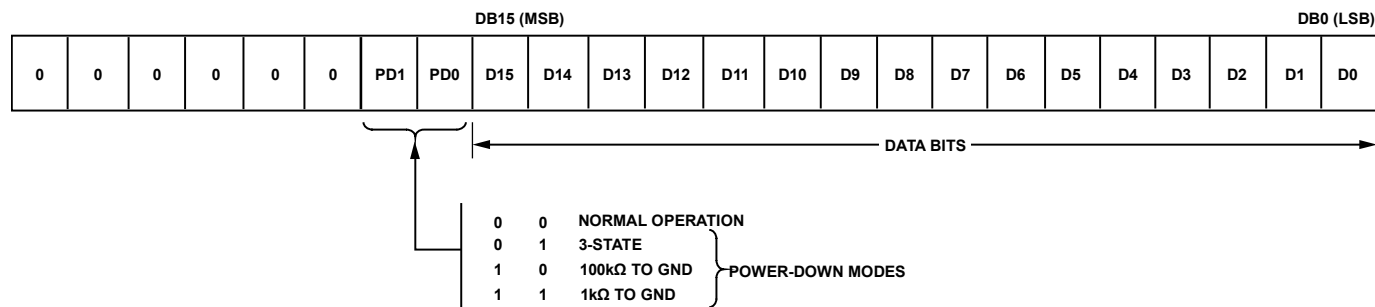 DB15 (MSB) DB0 (LSB)
0 0 0 0 0 0 PD1 PD0 D15 D14 D13 D12 D11 D10 D9 D8 D7 D6 D5 D4 D3 D2 D1 D0
DATA BITS
0 0 NORMAL OPERATION
0 1 3-STATE
1 0 100kΩ TO GND
POWER-DOWN MODES
1 1 1kΩ TO GND